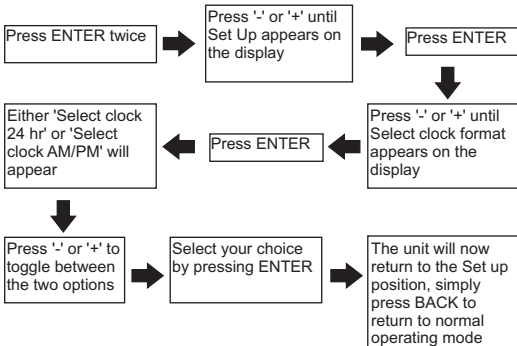 Press ENTER twice
Press '-' or '+' until
Set Up appears on
the display
Press ENTER
Press '-' or '+' until
Select clock format
appears on the
display
Press ENTER
Either 'Select clock
24 hr' or 'Select
clock AM/PM' will
appear
Press '-' or '+' to
toggle between
the two options
Select your choice
by pressing ENTER
The unit will now
return to the Set up
position, simply
press BACK to
return to normal
operating mode